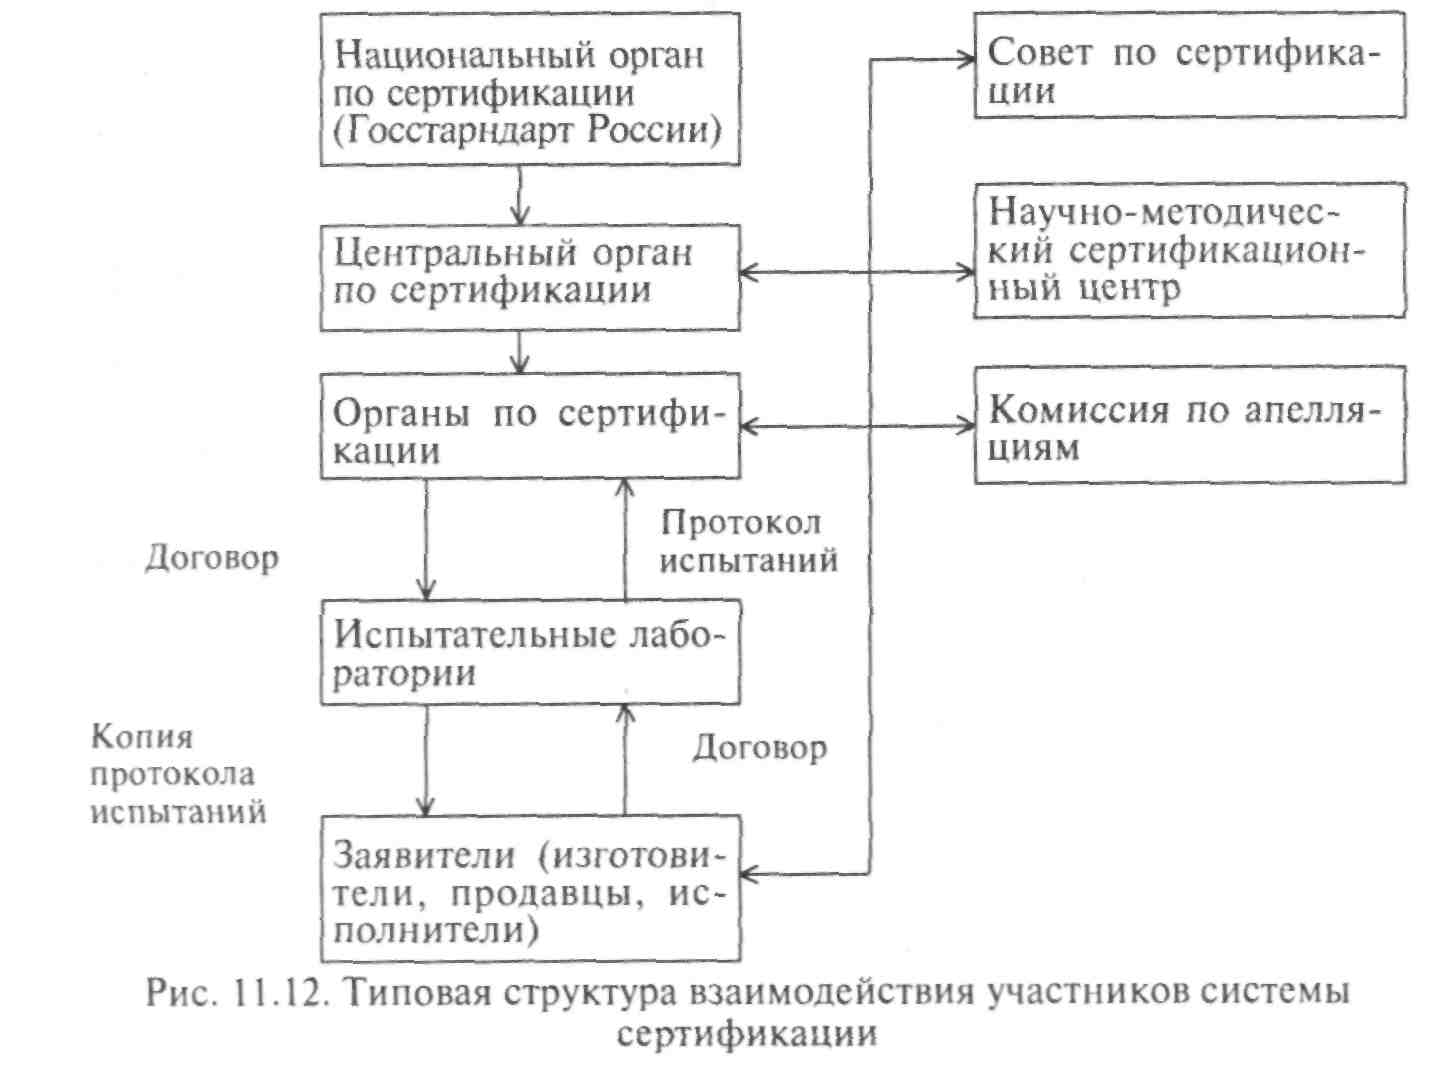 Национальный орган
по сертификации
(Госстарндарт России)
Совет по сертифика-
ции
Центральный орган
по сертификации
Научно-методичес-
кий сертификацион-
ный центр
Органы по сертифи-
кации
Комиссия по апелля-
циям
Договор
Протокол
испытаний
Испытательные лабо-
ратории
Копия
протокола
испытаний
Договор
Заявители (изготови-
тели, продавцы, ис-
полнители)
Рис. 11.12. Типовая структура взаимодействия участников системы
сертификации